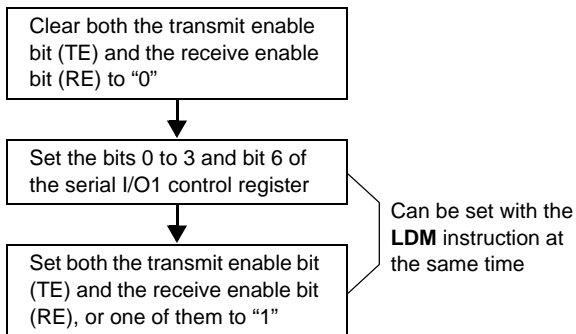 Clear both the transmit enable
bit (TE) and the receive enable
bit (RE) to “0”
Set the bits 0 to 3 and bit 6 of
the serial I/O1 control register
Set both the transmit enable bit
(TE) and the receive enable bit
(RE), or one of them to “1”
Can be set with the
LDM instruction at
the same time